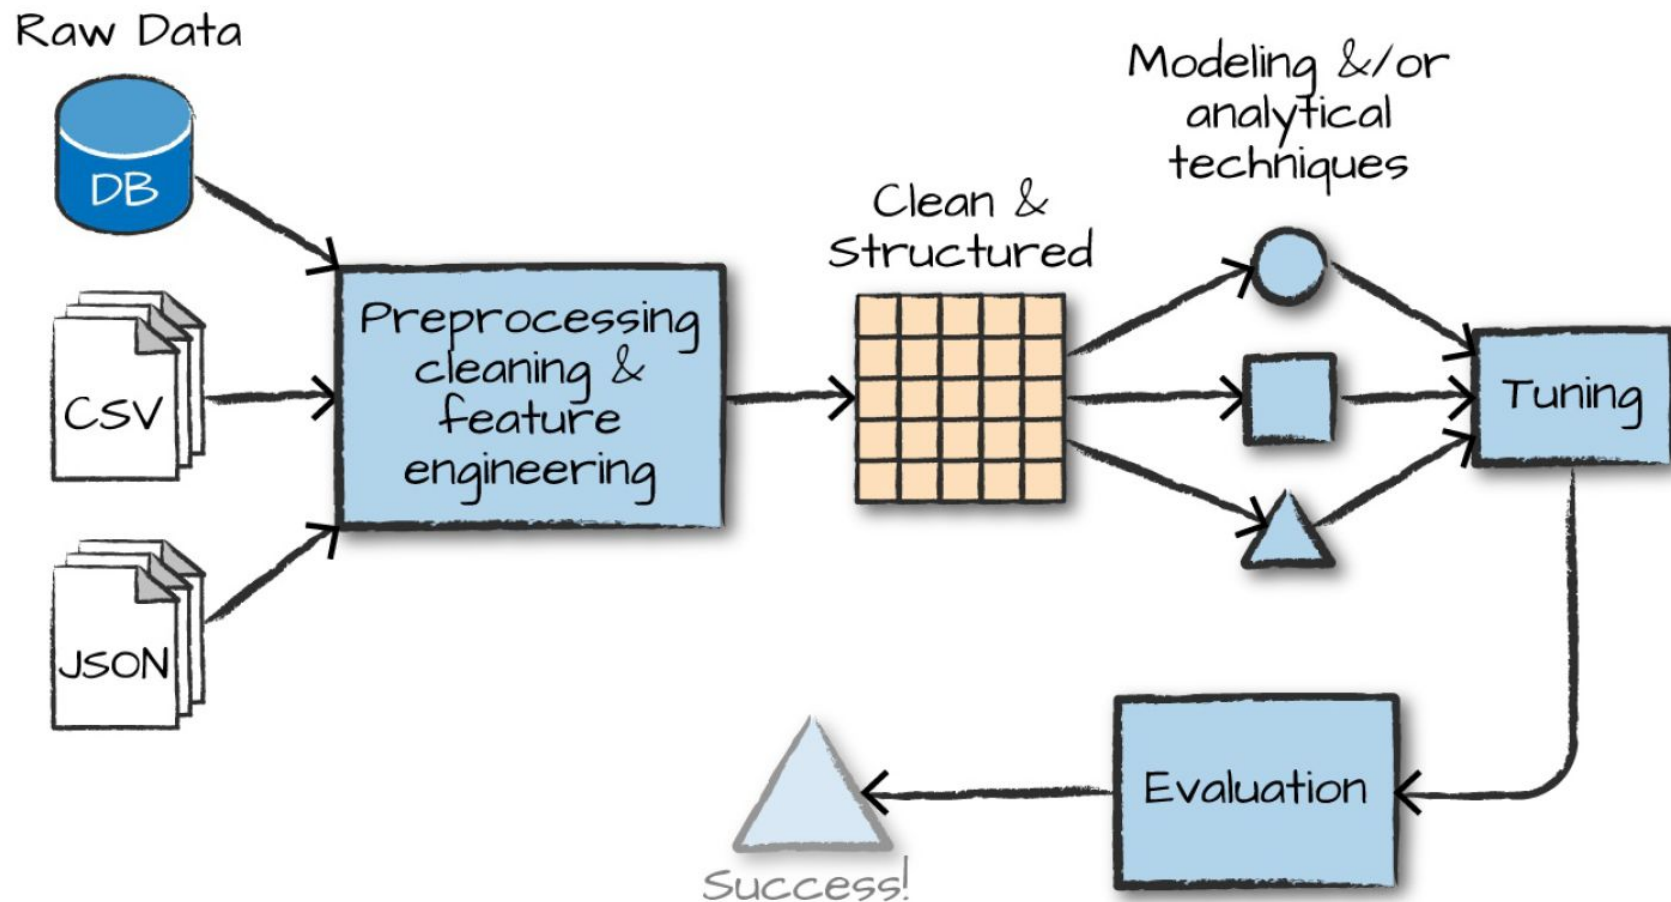 Raw Data
DB
CSV
JSON
Preprocessing
cleaning &
feature
engineering
Clean &
Structured
Modeling &/or
analytical
techniques
Tuning
Evaluation
Success!